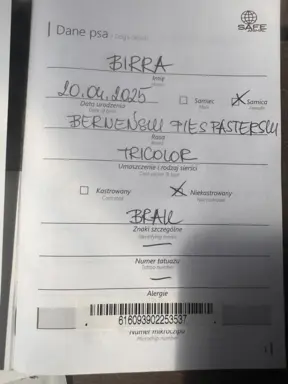 SAFE
| Dane psa |
BIRRA
Imię
20.04.2025
Data urodzenia
Samiec
Samica
BERNEŃSKI PIES PASTERSKI
Rasa
TRICOLOR
Umaszczenie i rodzaj sierści
Kastrowany
Niekastrowany
BRAK
Znaki szczególne
—
Numer tatuażu
—
Alergie
616093902253537
Numer mikroczipu